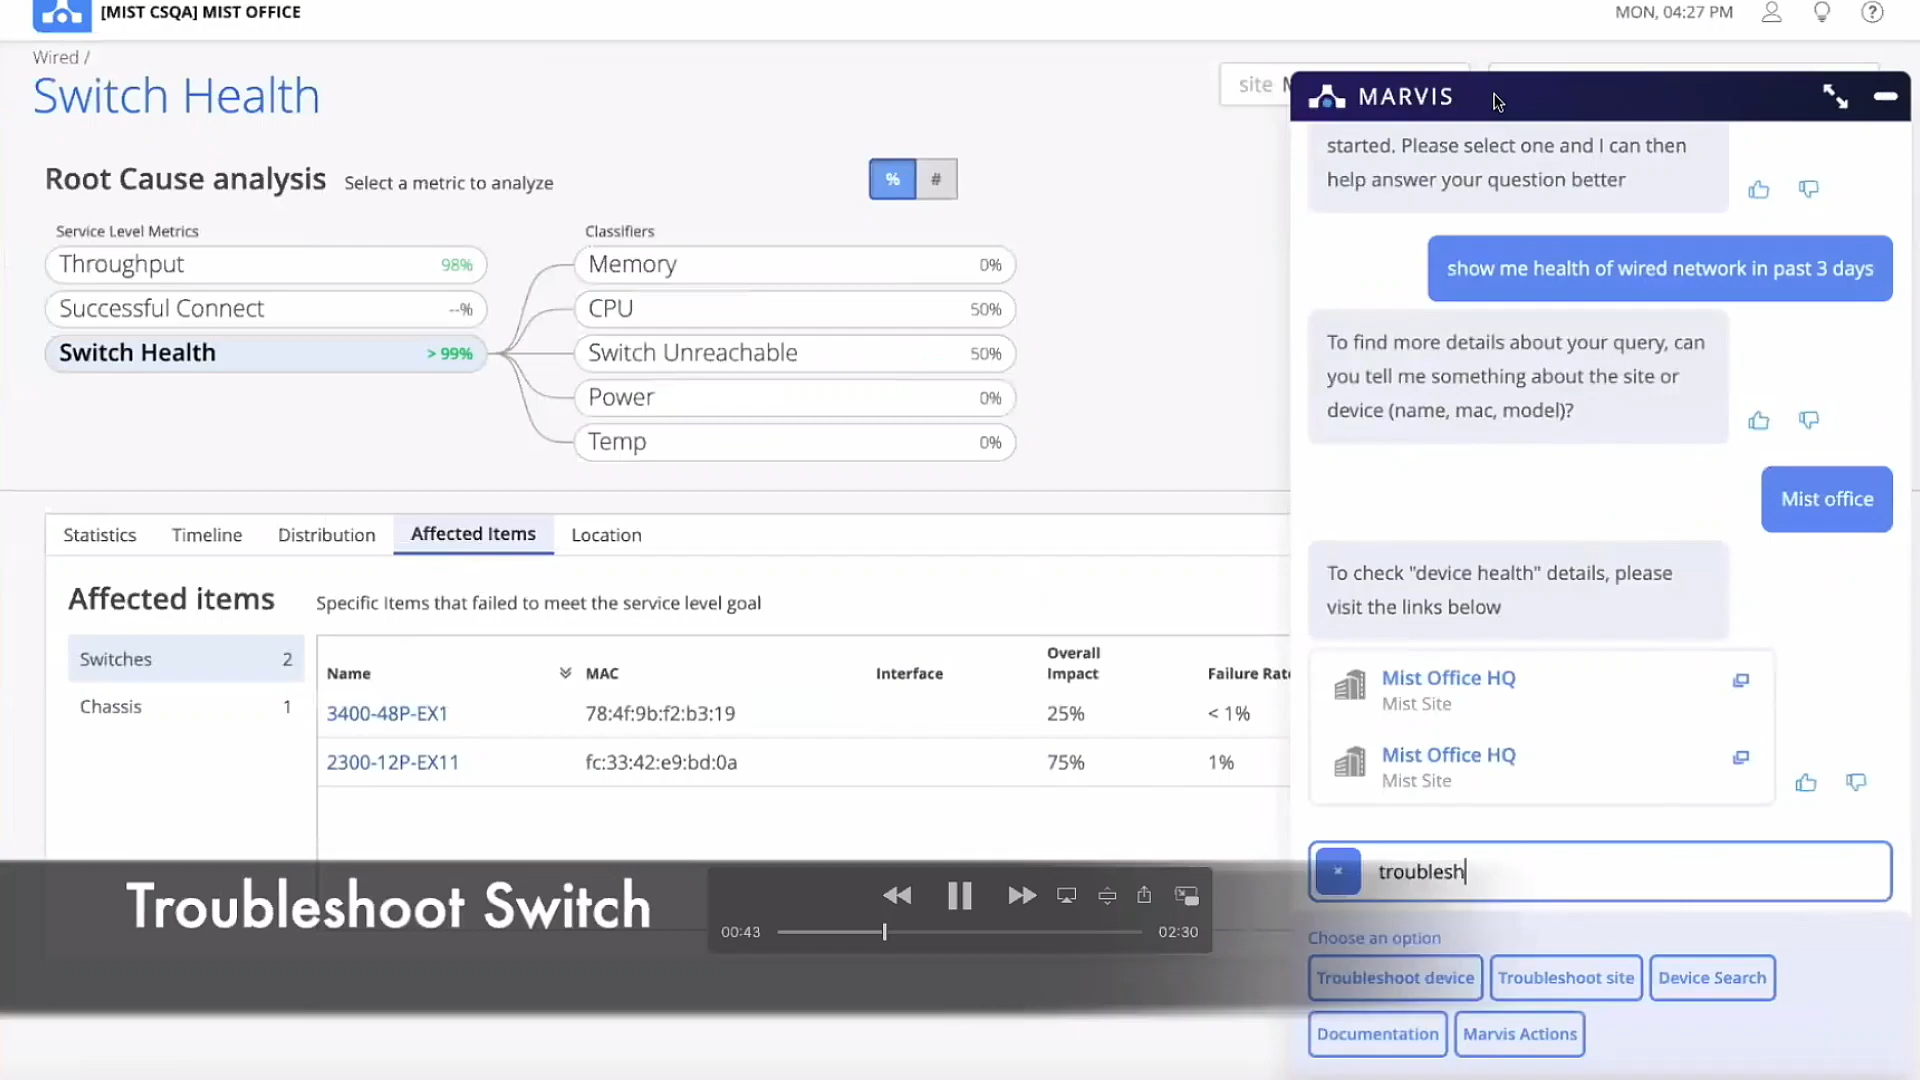 [MIST CSQA] MIST OFFICE
MON, 04:27 PM
Wired /
Switch Health
site
MARVIS
Root Cause analysis Select a metric to analyze
% #
Service Level Metrics
Throughput 98%
Successful Connect --%
Switch Health > 99%
Classifiers
Memory 0%
CPU 50%
Switch Unreachable 50%
Power 0%
Temp 0%
Statistics Timeline Distribution Affected Items Location
Affected items Specific Items that failed to meet the service level goal
Switches 2
Chassis 1
Name MAC Interface Overall Impact Failure Rate
3400-48P-EX1 78:4f:9b:f2:b3:19 25% < 1%
2300-12P-EX11 fc:33:42:e9:bd:0a 75% 1%
started. Please select one and I can then
help answer your question better
show me health of wired network in past 3 days
To find more details about your query, can
you tell me something about the site or
device (name, mac, model)?
Mist office
To check "device health" details, please
visit the links below
Mist Office HQ
Mist Site
Mist Office HQ
Mist Site
troublesh
Choose an option
Troubleshoot device Troubleshoot site Device Search
Documentation Marvis Actions
Troubleshoot Switch
00:43 02:30